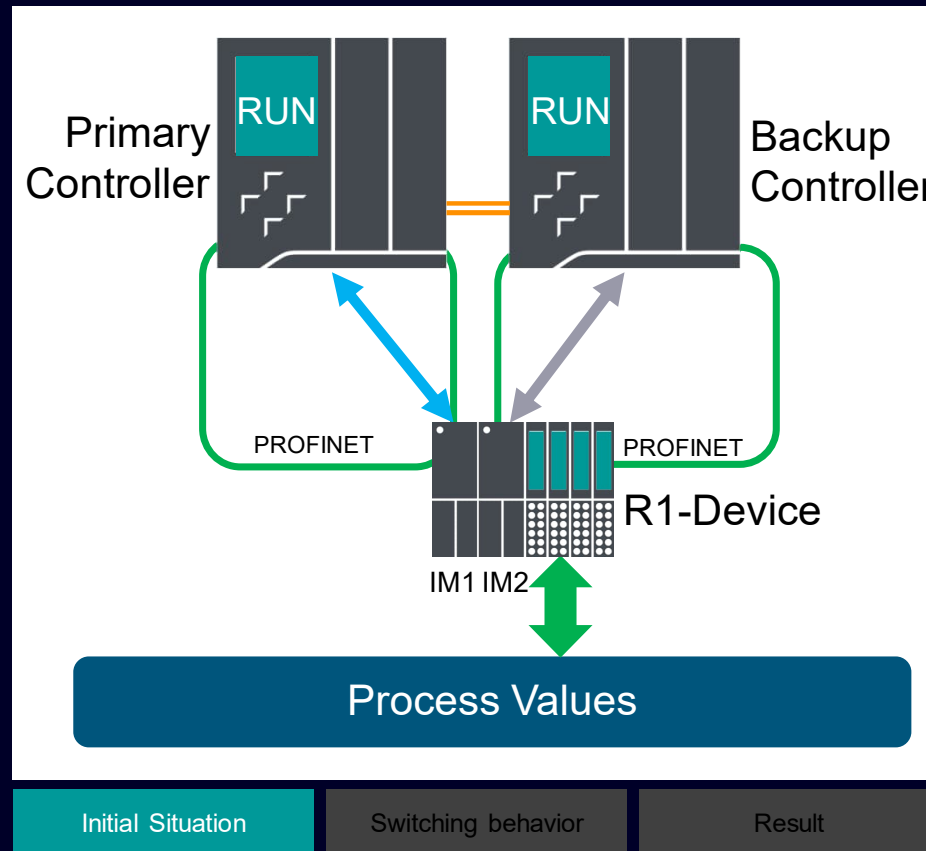 RUN
RUN
Primary
Controller
Backup
Controller
PROFINET
PROFINET
R1-Device
IM1 IM2
Process Values
Initial Situation
Switching behavior
Result